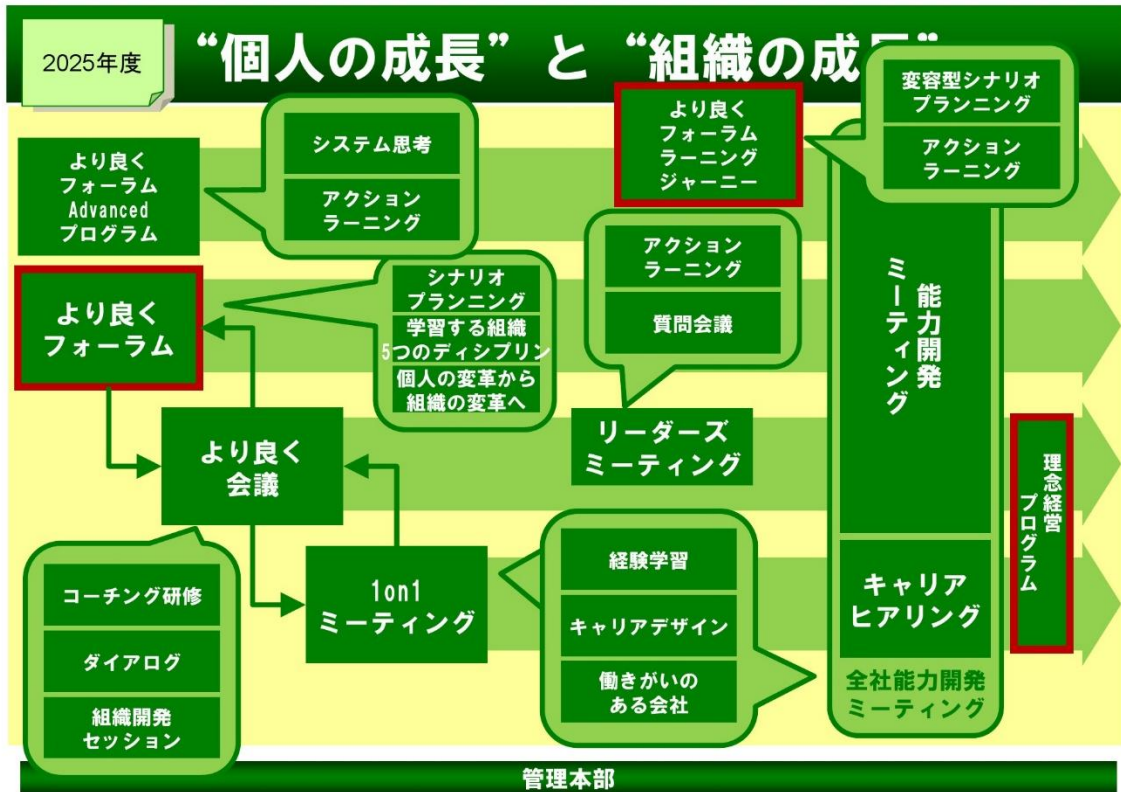 2025年度
“個人の成長” と “組織の成長”
より良く
フォーラム
Advanced
プログラム
システム思考
アクション
ラーニング
より良く
フォーラム
ラーニング
ジャーニー
変容型シナリオ
プランニング
アクション
ラーニング
より良く
フォーラム
シナリオ
プランニング
学習する組織
5つのディシプリン
個人の変革から
組織の変革へ
アクション
ラーニング
質問会議
能力開発
ミーティング
より良く
会議
リーダーズ
ミーティング
理念経営
プログラム
コーチング研修
ダイアログ
組織開発
セッション
1on1
ミーティング
経験学習
キャリアデザイン
働きがいの
ある会社
キャリア
ヒアリング
全社能力開発
ミーティング
管理本部